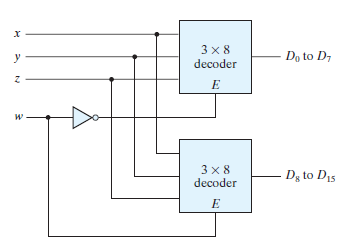 x
y
z
w
3 × 8
decoder
E
D₀ to D₇
3 × 8
decoder
E
D₈ to D₁₅